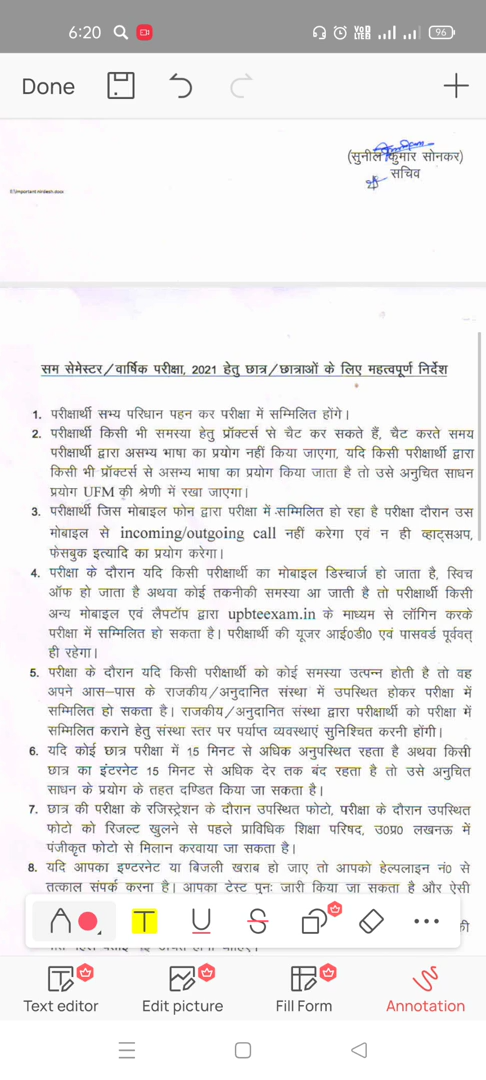 6:20
VoD LTE2
96
Done
(सुनील कुमार सोनकर)
सचिव
E:\Important nirdesh.docx
सम सेमेस्टर/वार्षिक परीक्षा, 2021 हेतु छात्र/छात्राओं के लिए महत्वपूर्ण निर्देश
1. परीक्षार्थी सभ्य परिधान पहन कर परीक्षा में सम्मिलित होंगे।
2. परीक्षार्थी किसी भी समस्या हेतु प्रॉक्टर्स से चैट कर सकते हैं, चैट करते समय
परीक्षार्थी द्वारा असभ्य भाषा का प्रयोग नहीं किया जाएगा, यदि किसी परीक्षार्थी द्वारा
किसी भी प्रॉक्टर्स से असभ्य भाषा का प्रयोग किया जाता है तो उसे अनुचित साधन
प्रयोग UFM की श्रेणी में रखा जाएगा।
3. परीक्षार्थी जिस मोबाइल फोन द्वारा परीक्षा में सम्मिलित हो रहा है परीक्षा दौरान उस
मोबाइल से incoming/outgoing call नहीं करेगा एवं न ही व्हाट्सअप,
फेसबुक इत्यादि का प्रयोग करेगा।
4. परीक्षा के दौरान यदि किसी परीक्षार्थी का मोबाइल डिस्चार्ज हो जाता है, स्विच
ऑफ हो जाता है अथवा कोई तकनीकी समस्या आ जाती है तो परीक्षार्थी किसी
अन्य मोबाइल एवं लैपटॉप द्वारा upbteexam.in के माध्यम से लॉगिन करके
परीक्षा में सम्मिलित हो सकता है। परीक्षार्थी की यूजर आई०डी० एवं पासवर्ड पूर्ववत्
ही रहेगा।
5. परीक्षा के दौरान यदि किसी परीक्षार्थी को कोई समस्या उत्पन्न होती है तो वह
अपने आस–पास के राजकीय/अनुदानित संस्था में उपस्थित होकर परीक्षा में
सम्मिलित हो सकता है। राजकीय/अनुदानित संस्था द्वारा परीक्षार्थी को परीक्षा में
सम्मिलित कराने हेतु संस्था स्तर पर पर्याप्त व्यवस्थाएं सुनिश्चित करनी होंगी।
6. यदि कोई छात्र परीक्षा में 15 मिनट से अधिक अनुपस्थित रहता है अथवा किसी
छात्र का इंटरनेट 15 मिनट से अधिक देर तक बंद रहता है तो उसे अनुचित
साधन के प्रयोग के तहत दण्डित किया जा सकता है।
7. छात्र की परीक्षा के रजिस्ट्रेशन के दौरान उपस्थित फोटो, परीक्षा के दौरान उपस्थित
फोटो को रिजल्ट खुलने से पहले प्राविधिक शिक्षा परिषद, उ०प्र० लखनऊ में
पंजीकृत फोटो से मिलान करवाया जा सकता है।
8. यदि आपका इण्टरनेट या बिजली खराब हो जाए तो आपको हेल्पलाइन नं० से
तत्काल संपर्क करना है। आपका टेस्ट पुनः जारी किया जा सकता है और ऐसी
की
Text editor
Edit picture
Fill Form
Annotation